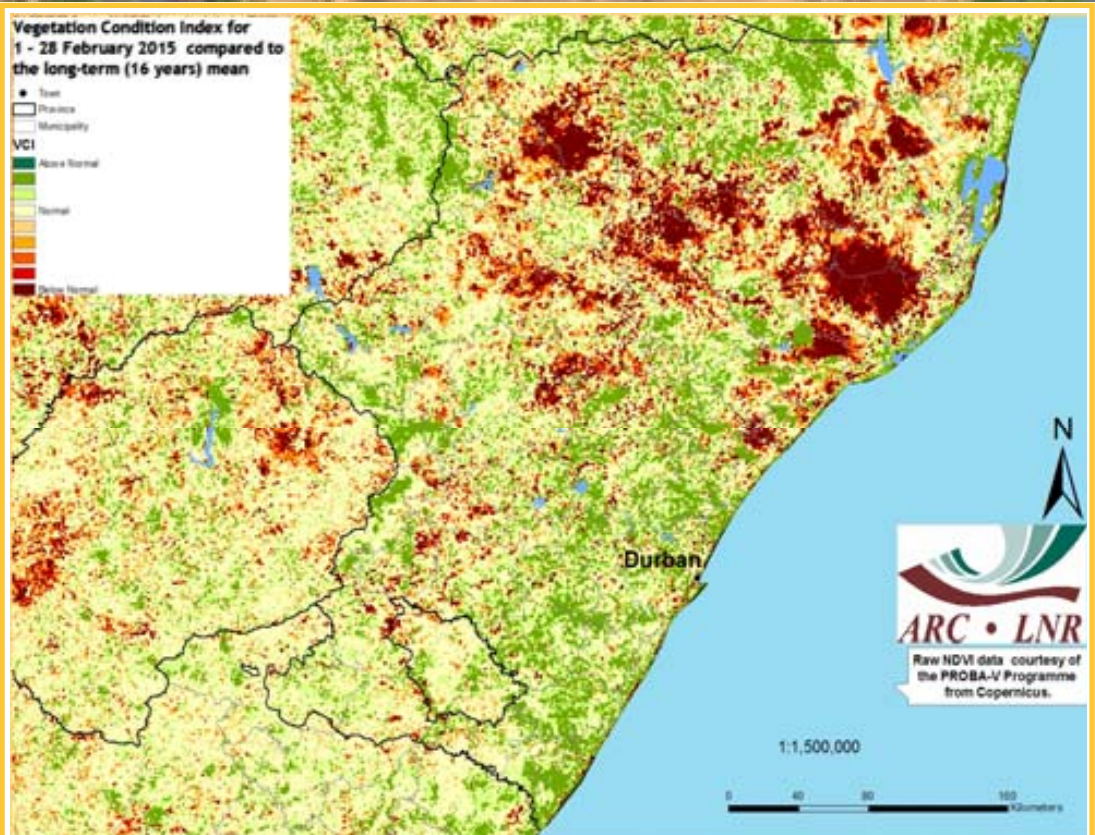 Vegetation Condition Index for
1 - 28 February 2015 compared to
the long-term (16 years) mean
Town
Province
Municipality
VCI
Above Normal
Normal
Below Normal
Durban
N
ARC • LNR
Raw NDVI data courtesy of
the PROBA-V Programme
from Copernicus.
1:1,500,000
0 40 80 160
Kilometers